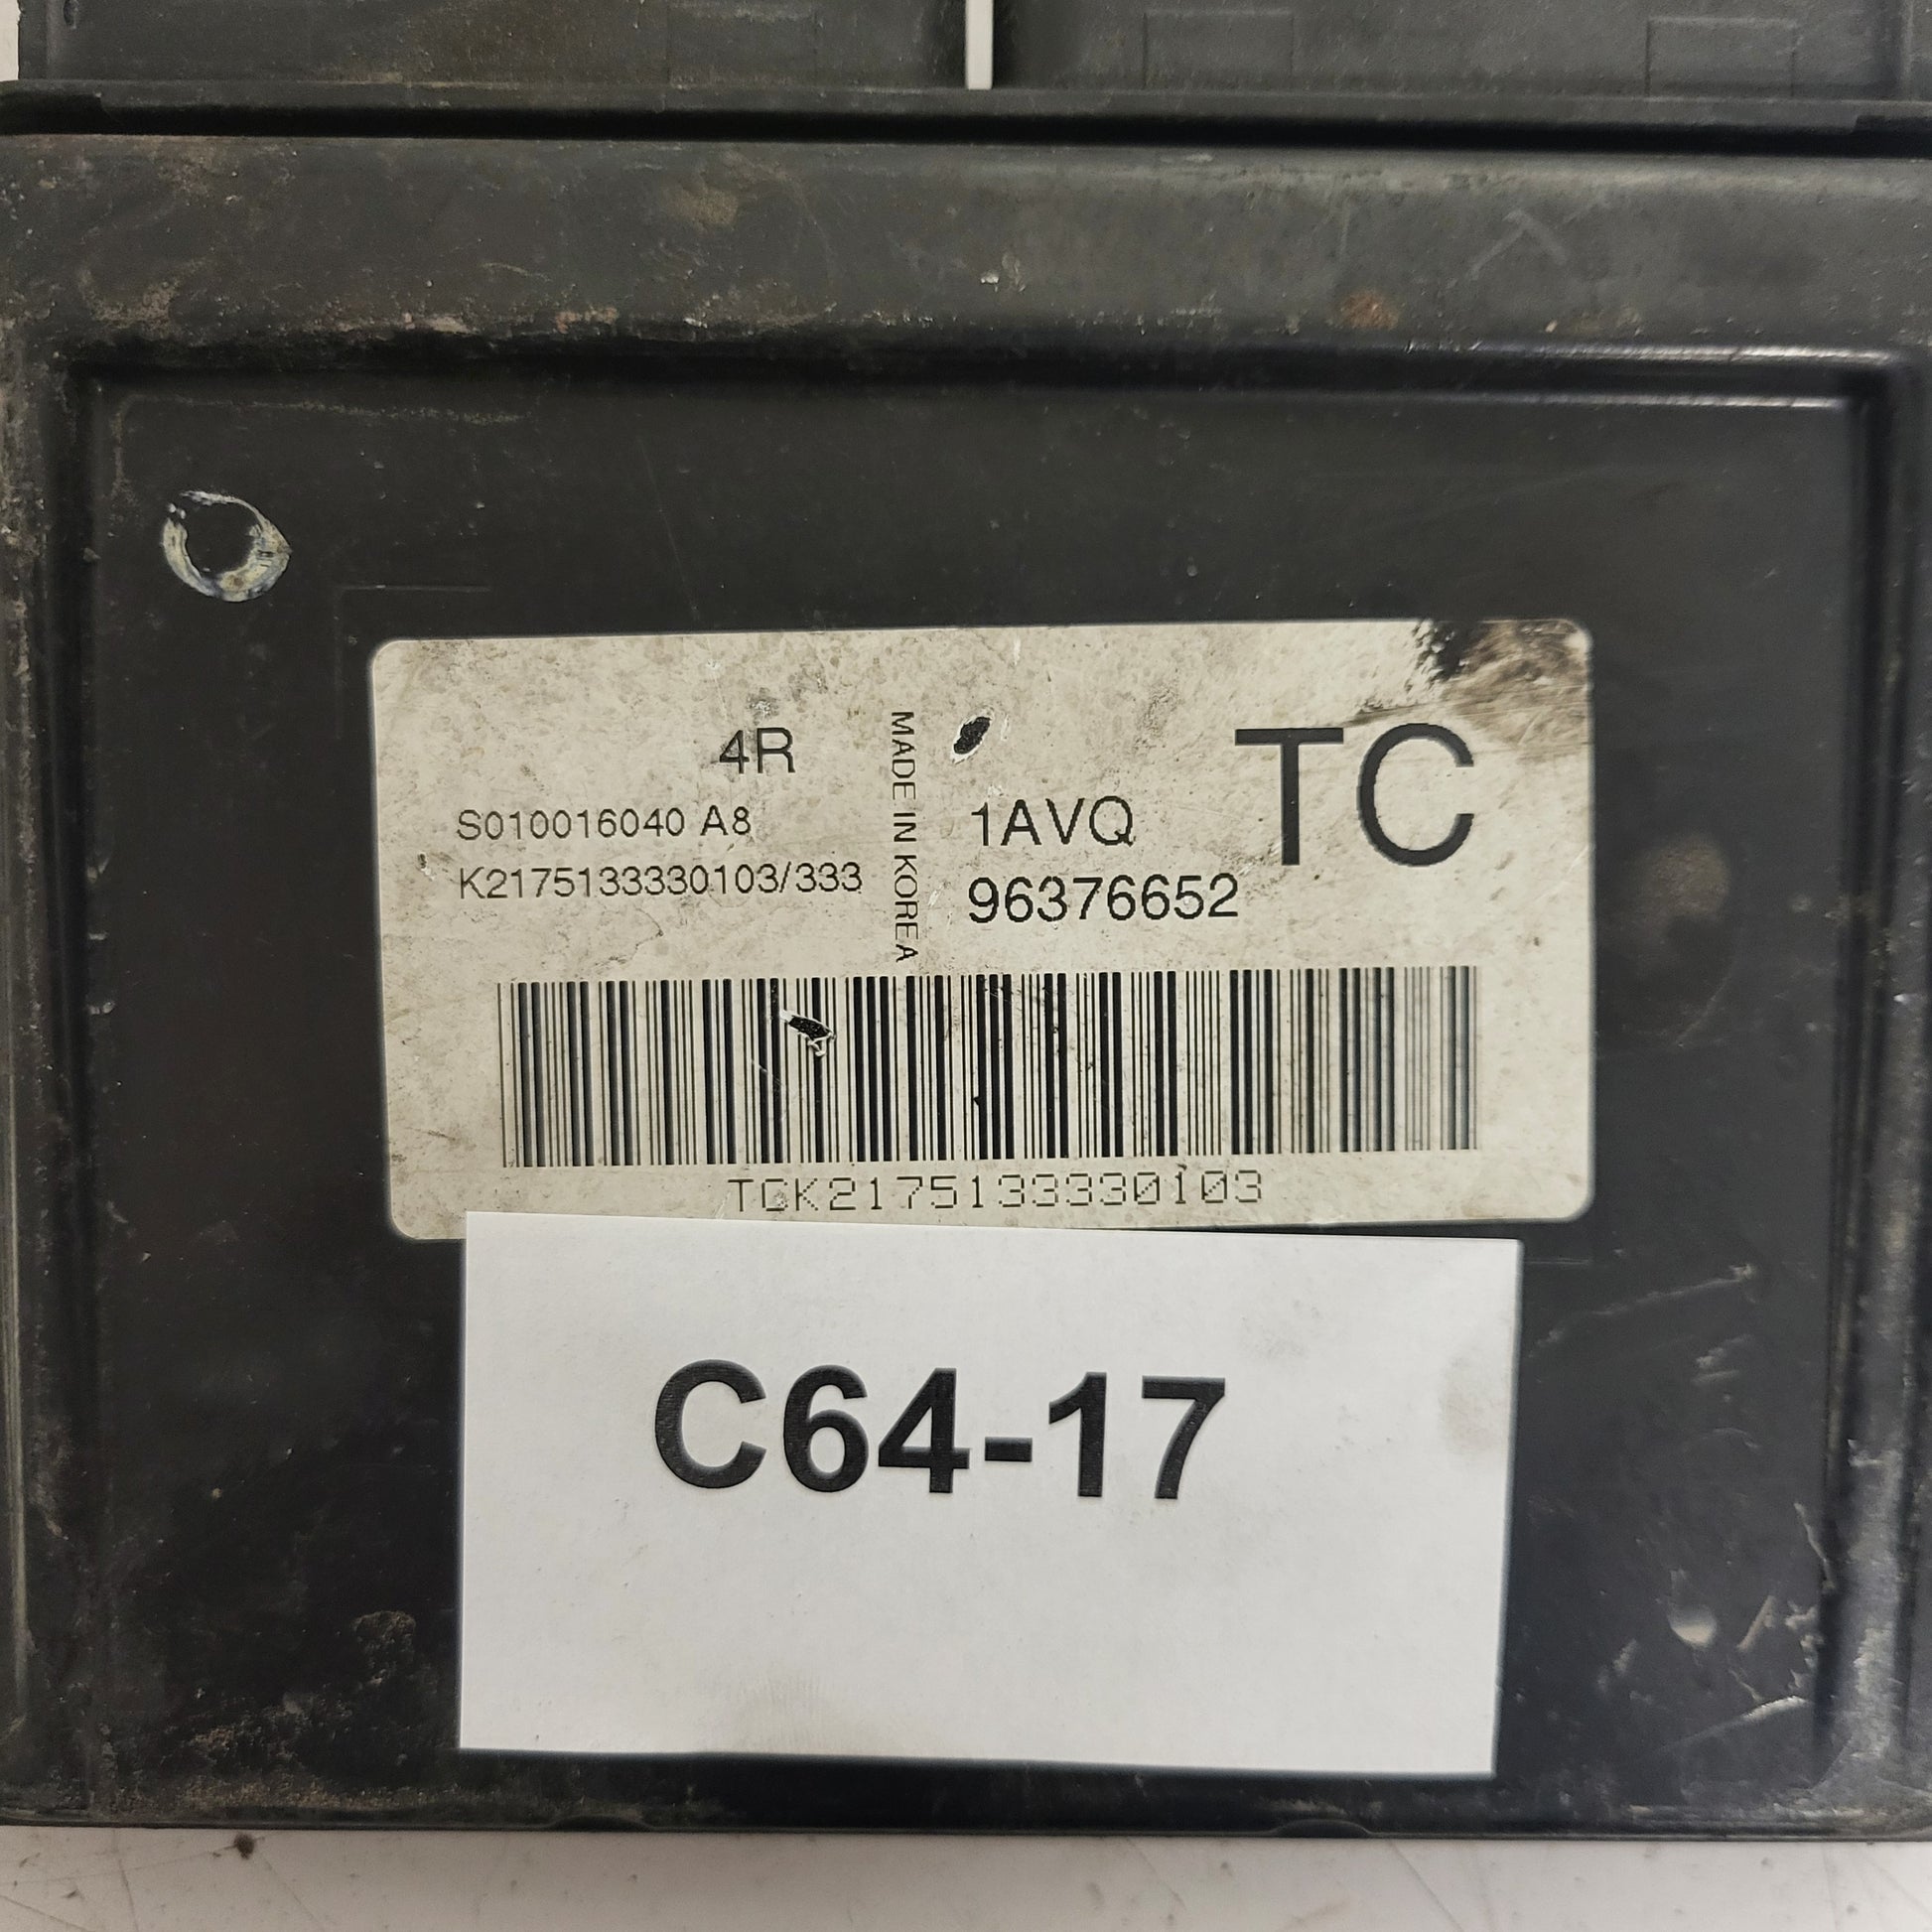 4R
S010016040 A8
K2175133330103/333
MADE IN KOREA
TC
1AVQ
96376652
TCK2175133330103
C64-17